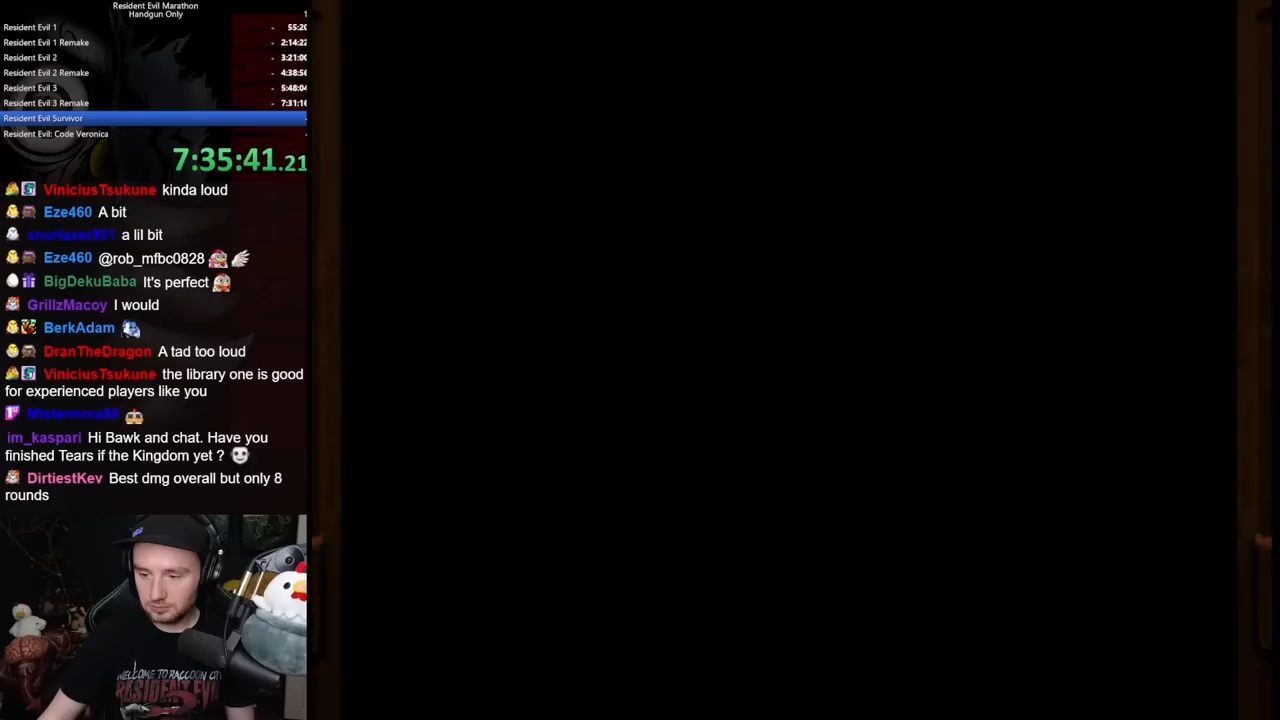 Resident Evil Marathon
Handgun Only
1
Resident Evil 1 - 55:20
Resident Evil 1 Remake - 2:14:22
Resident Evil 2 - 3:21:00
Resident Evil 2 Remake - 4:38:56
Resident Evil 3 - 5:48:04
Resident Evil 3 Remake - 7:31:16
Resident Evil Survivor -
Resident Evil: Code Veronica -
7:35:41.21
ViniciusTsukune kinda loud
Eze460 A bit
a lil bit
Eze460 @rob_mfbc0828
BigDekuBaba It's perfect
GrillzMacoy I would
BerkAdam
DranTheDragon A tad too loud
ViniciusTsukune the library one is good
for experienced players like you
im_kaspari Hi Bawk and chat. Have you
finished Tears if the Kingdom yet ?
DirtiestKev Best dmg overall but only 8
rounds
WELCOME TO RACCOON CITY
RESIDENT EVIL